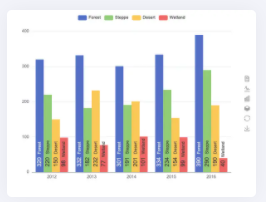 Forest Steppe Desert Wetland
400
300
200
100
0
320 Forest 220 Steppe 150 Desert 98 Wetland
332 Forest 182 Steppe 232 Desert 77 Wetland
301 Forest 191 Steppe 201 Desert 101 Wetland
334 Forest 234 Steppe 154 Desert 99 Wetland
390 Forest 290 Steppe 190 Desert 40 Wetland
2012 2013 2014 2015 2016